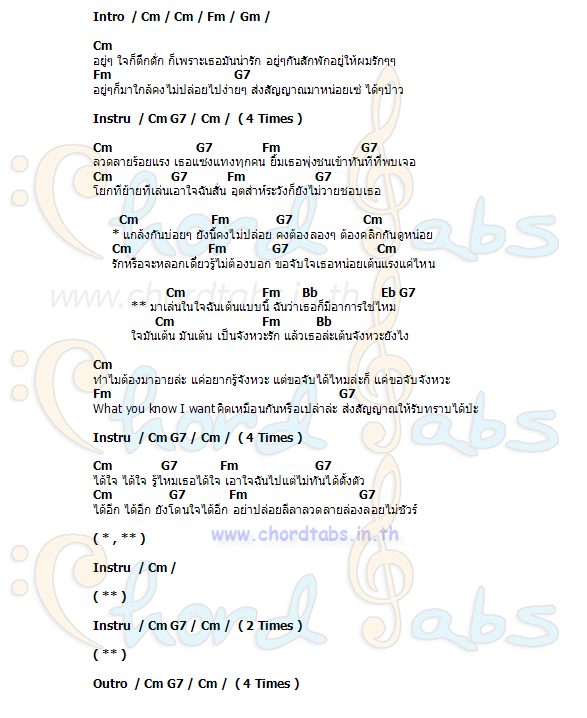 Intro / Cm / Cm / Fm / Gm /
Cm
อยู่ๆ ใจก็ตึกตั่ก ก็เพราะเธอมันน่ารัก อยู่ๆกันสักพักอยู่ให้ผมรักๆๆ
Fm G7
อยู่ๆก็มาใกล้คงไม่ปล่อยไปง่ายๆ ส่งสัญญาณมาหน่อยเซ่ ได้ๆป่าว
Instru / Cm G7 / Cm / ( 4 Times )
Cm G7 Fm G7
ลวดลายร้อยแรง เธอแซงแทงทุกคน ยิ้มเธอพุ่งชนเข้าทันทีที่พบเจอ
Cm G7 Fm G7
โยกที่ย้ายที่เล่นเอาใจฉันสั่น อุตส่าห์ระวังก็ยังไม่วายชอบเธอ
Cm Fm G7 Cm
* แกล้งกันบ่อยๆ ยังนี้คงไม่ปล่อย คงต้องลองๆ ต้องคลิกกันดูหน่อย
Cm Fm G7 Cm
รักหรือจะหลอกเดี๋ยวรู้ไม่ต้องบอก ขอจับใจเธอหน่อยเต้นแรงแค่ไหน
www.chordtabs.in.th
Cm Fm Bb Eb G7
** มาเล่นในใจฉันเต้นแบบนี้ ฉันว่าเธอก็มีอาการใช่ไหม
Cm Fm Bb
ใจมันเต้น มันเต้น เป็นจังหวะรัก แล้วเธอล่ะเต้นจังหวะยังไง
Cm
ทำไมต้องมาอายล่ะ แค่อยากรู้จังหวะ แต่ขอจับได้ไหมล่ะก็ แค่ขอจับจังหวะ
Fm G7
What you know I want คิดเหมือนกันหรือเปล่าล่ะ ส่งสัญญาณให้รับทราบได้ป่ะ
Instru / Cm G7 / Cm / ( 4 Times )
Cm G7 Fm G7
ได้ใจ ได้ใจ รู้ไหมเธอได้ใจ เอาใจฉันไปแต่ไม่ทันได้ตั้งตัว
Cm G7 Fm G7
ได้อีก ได้อีก ยังโดนใจได้อีก อย่าปล่อยลีลาลวดลายล่องลอยไม่ชัวร์
www.chordtabs.in.th
( * , ** )
Instru / Cm /
( ** )
Instru / Cm G7 / Cm / ( 2 Times )
( ** )
Outro / Cm G7 / Cm / ( 4 Times )
Chord Tabs
Chord Tabs
Chord Tabs